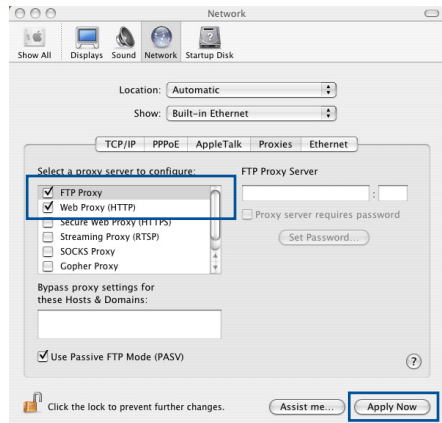 Network
Show All Displays Sound Network Startup Disk
Location: Automatic
Show: Built-in Ethernet
TCP/IP PPPoE AppleTalk Proxies Ethernet
Select a proxy server to configure:
FTP Proxy
Web Proxy (HTTP)
Secure Web Proxy (HTTPS)
Streaming Proxy (RTSP)
SOCKS Proxy
Gopher Proxy
FTP Proxy Server
:
Proxy server requires password
Set Password...
Bypass proxy settings for
these Hosts & Domains:
Use Passive FTP Mode (PASV)
?
Click the lock to prevent further changes.
Assist me...
Apply Now